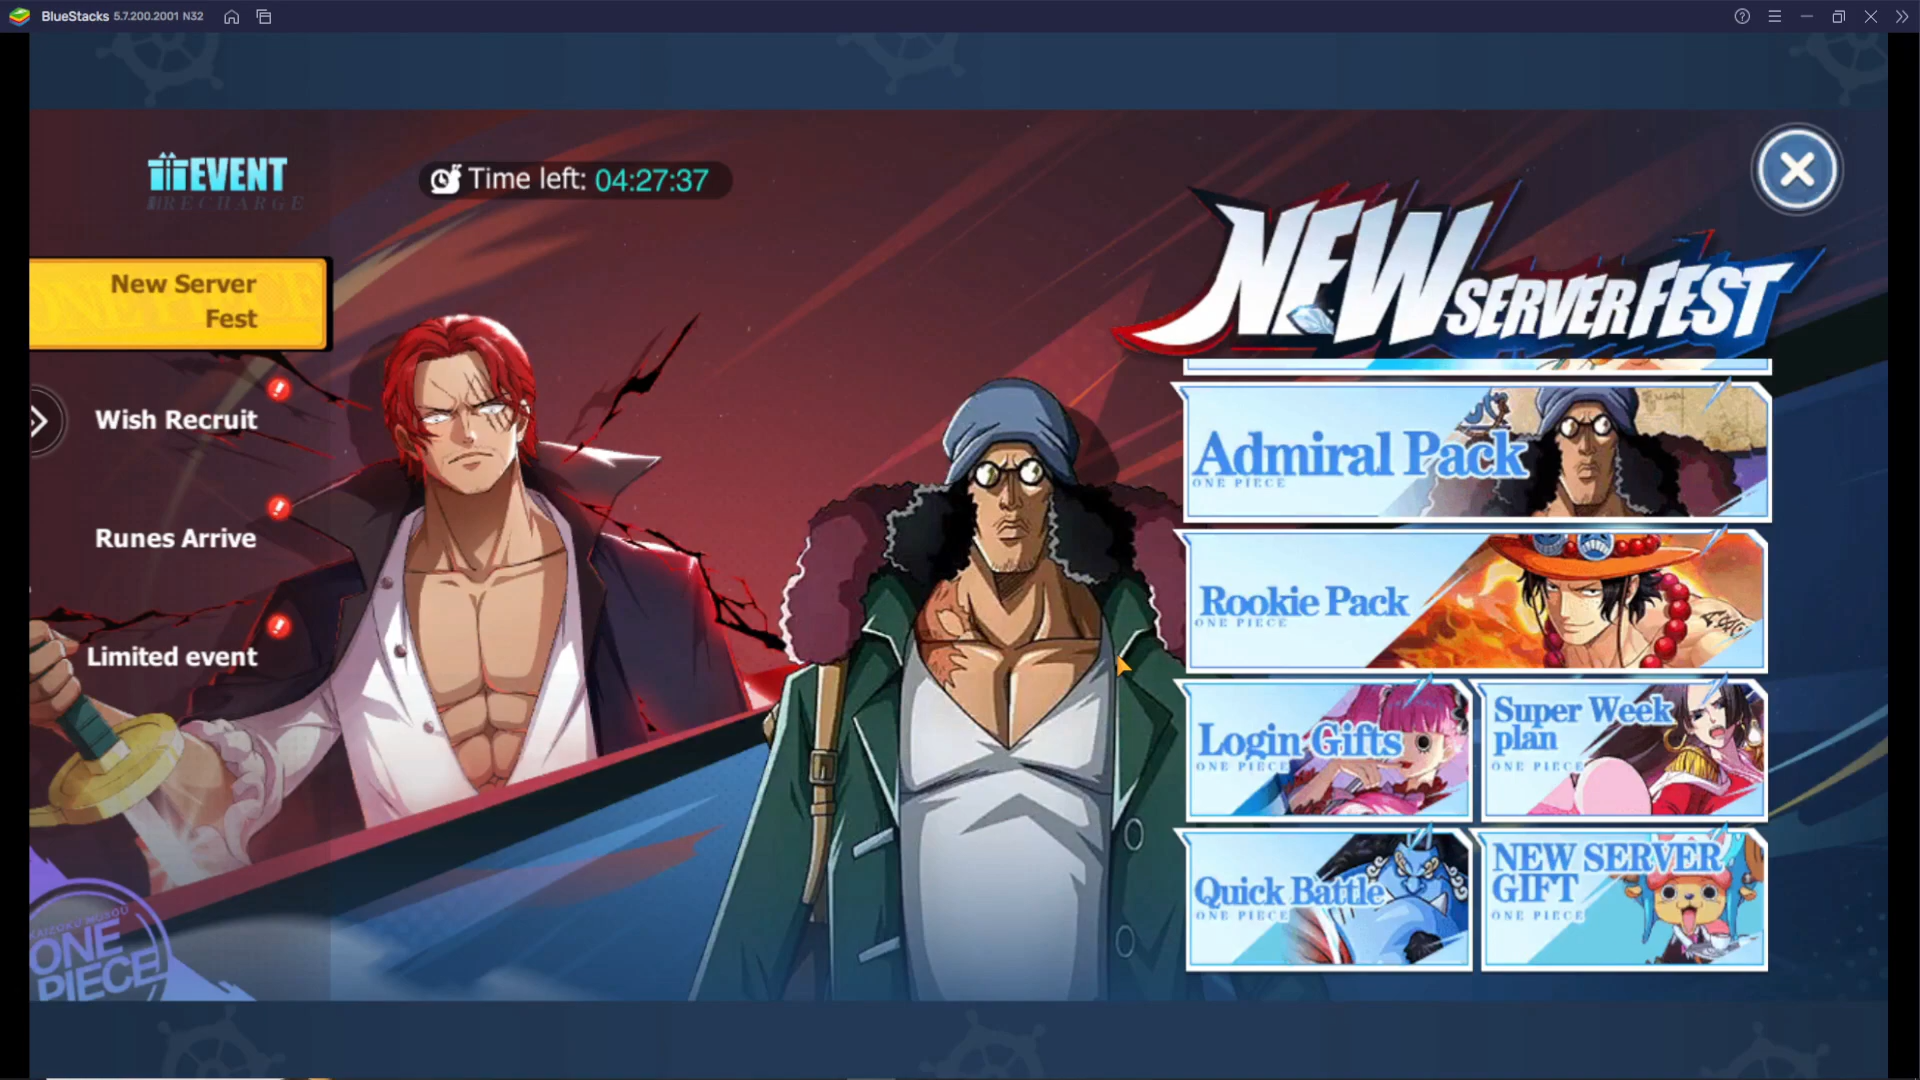 BlueStacks 5.7.200.2001 N32
EVENT
RECHARGE
Time left: 04:27:37
NEW SERVER FEST
New Server
Fest
Wish Recruit
Runes Arrive
Limited event
Admiral Pack
ONE PIECE
Rookie Pack
ONE PIECE
Login Gifts
ONE PIECE
Super Week
plan
ONE PIECE
Quick Battle
ONE PIECE
NEW SERVER
GIFT
ONE PIECE
ONE
PIECE